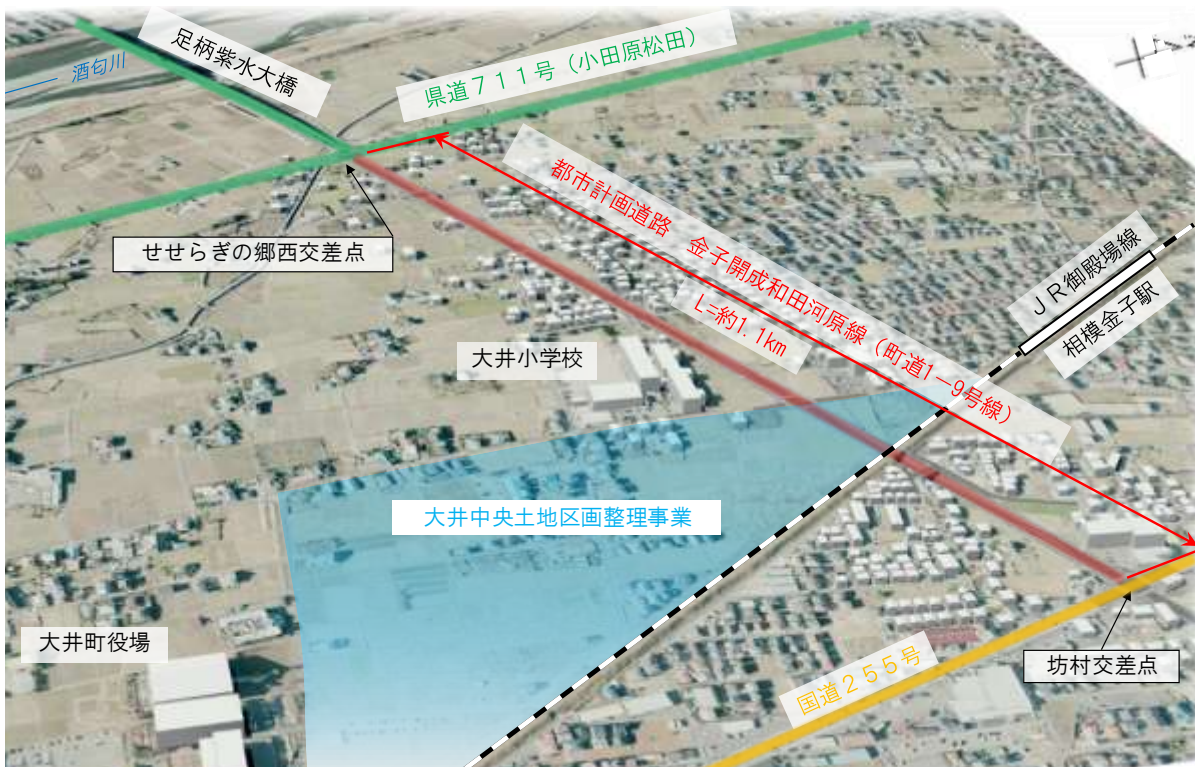 足柄紫水大橋
酒匂川
県道711号（小田原松田）
都市計画道路　金子開成和田河原線（町道1－9号線）
L=約1.1km
せせらぎの郷西交差点
JR御殿場線
相模金子駅
大井小学校
大井中央土地区画整理事業
大井町役場
国道255号
坊村交差点